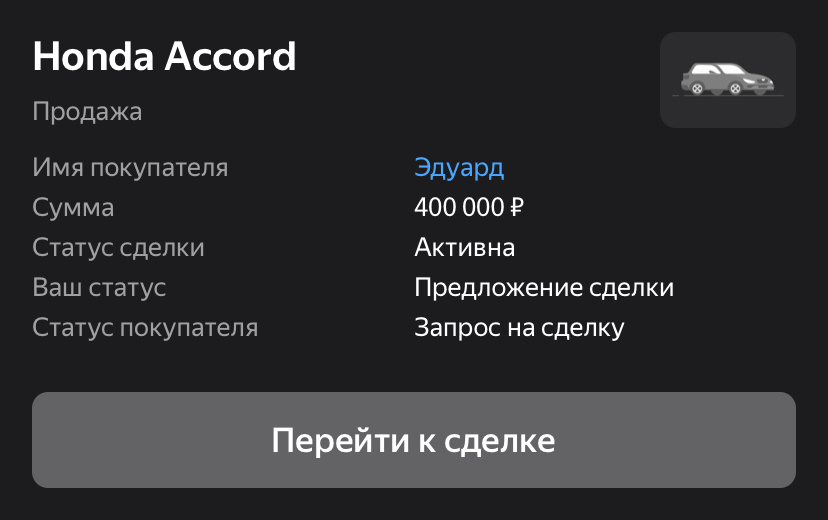 Honda Accord
Продажа
Имя покупателя Эдуард
Сумма 400 000 ₽
Статус сделки Активна
Ваш статус Предложение сделки
Статус покупателя Запрос на сделку
Перейти к сделке